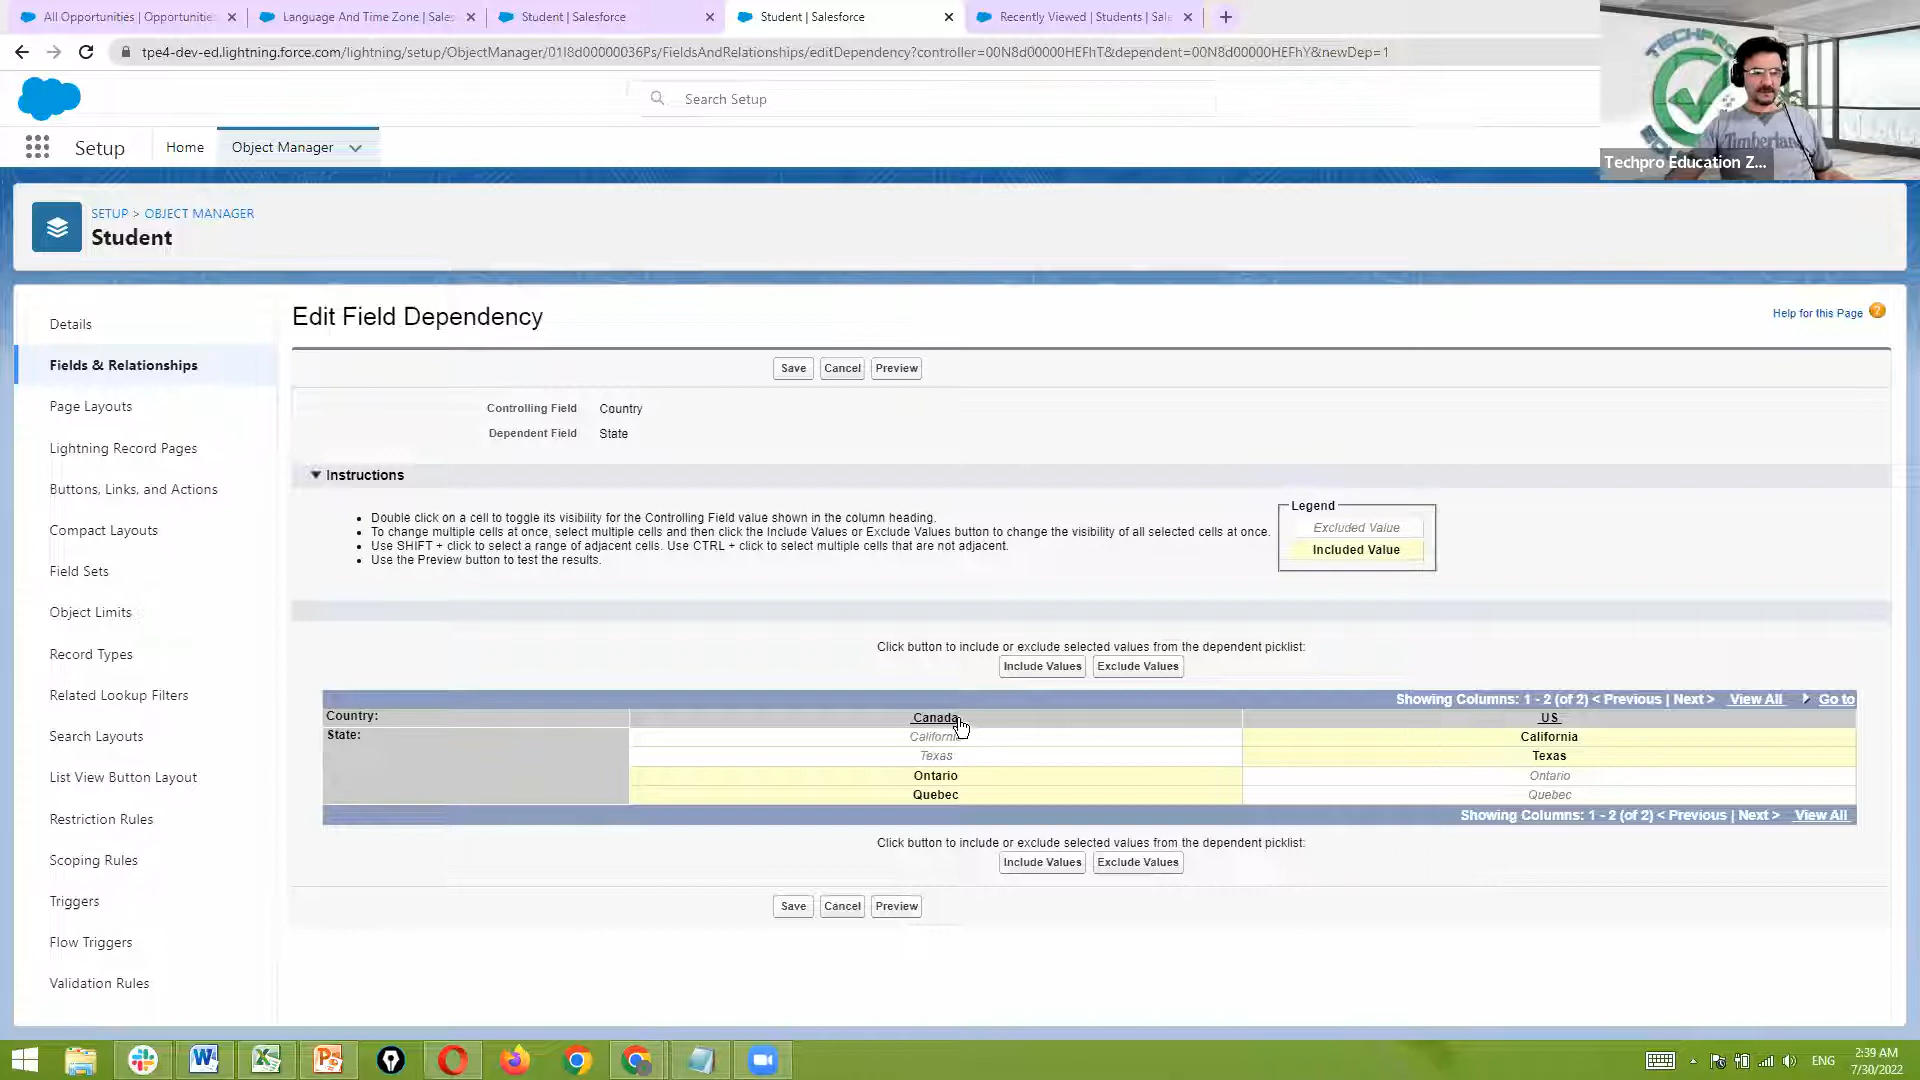 All Opportunities | Opportunitie
Language And Time Zone | Sales
Student | Salesforce
Student | Salesforce
Recently Viewed | Students | Sale
tpe4-dev-ed.lightning.force.com/lightning/setup/ObjectManager/01I8d00000036Ps/FieldsAndRelationships/editDependency?controller=00N8d00000HEFhT&dependent=00N8d00000HEFhY&newDep=1
Search Setup
Setup
Home
Object Manager
TECHPRO
Timberland
Techpro Education Z...
SETUP > OBJECT MANAGER
Student
Details
Fields & Relationships
Page Layouts
Lightning Record Pages
Buttons, Links, and Actions
Compact Layouts
Field Sets
Object Limits
Record Types
Related Lookup Filters
Search Layouts
List View Button Layout
Restriction Rules
Scoping Rules
Triggers
Flow Triggers
Validation Rules
Edit Field Dependency
Help for this Page ?
Save Cancel Preview
Controlling Field Country
Dependent Field State
Instructions
• Double click on a cell to toggle its visibility for the Controlling Field value shown in the column heading.
• To change multiple cells at once, select multiple cells and then click the Include Values or Exclude Values button to change the visibility of all selected cells at once.
• Use SHIFT + click to select a range of adjacent cells. Use CTRL + click to select multiple cells that are not adjacent.
• Use the Preview button to test the results.
Legend
Excluded Value
Included Value
Click button to include or exclude selected values from the dependent picklist:
Include Values Exclude Values
Showing Columns: 1 - 2 (of 2) < Previous | Next > View All Go to
Country: Canada US
State: California California
Texas Texas
Ontario Ontario
Quebec Quebec
Showing Columns: 1 - 2 (of 2) < Previous | Next > View All
Click button to include or exclude selected values from the dependent picklist:
Include Values Exclude Values
Save Cancel Preview
ENG
2:39 AM
7/30/2022